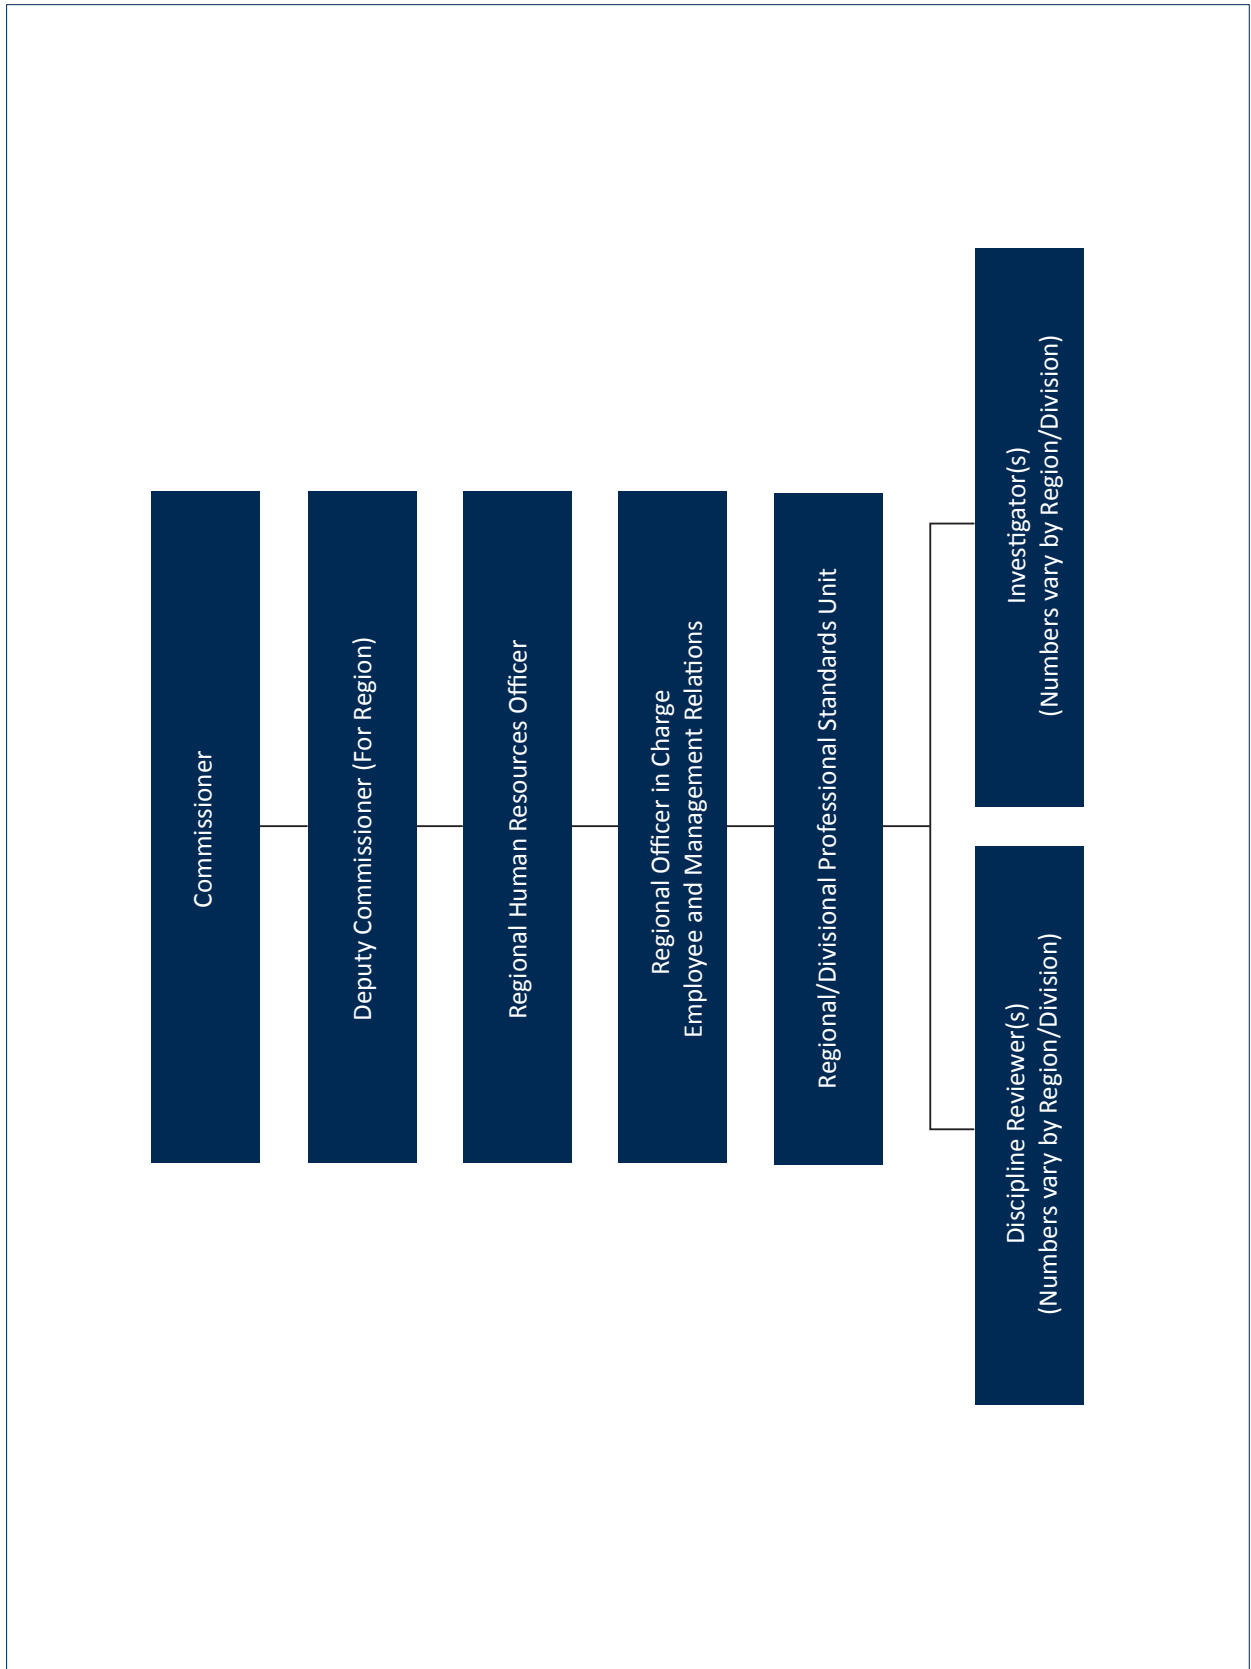 Commissioner
Deputy Commissioner (For Region)
Regional Human Resources Officer
Regional Officer in Charge
Employee and Management Relations
Regional/Divisional Professional Standards Unit
Discipline Reviewer(s)
(Numbers vary by Region/Division)
Investigator(s)
(Numbers vary by Region/Division)